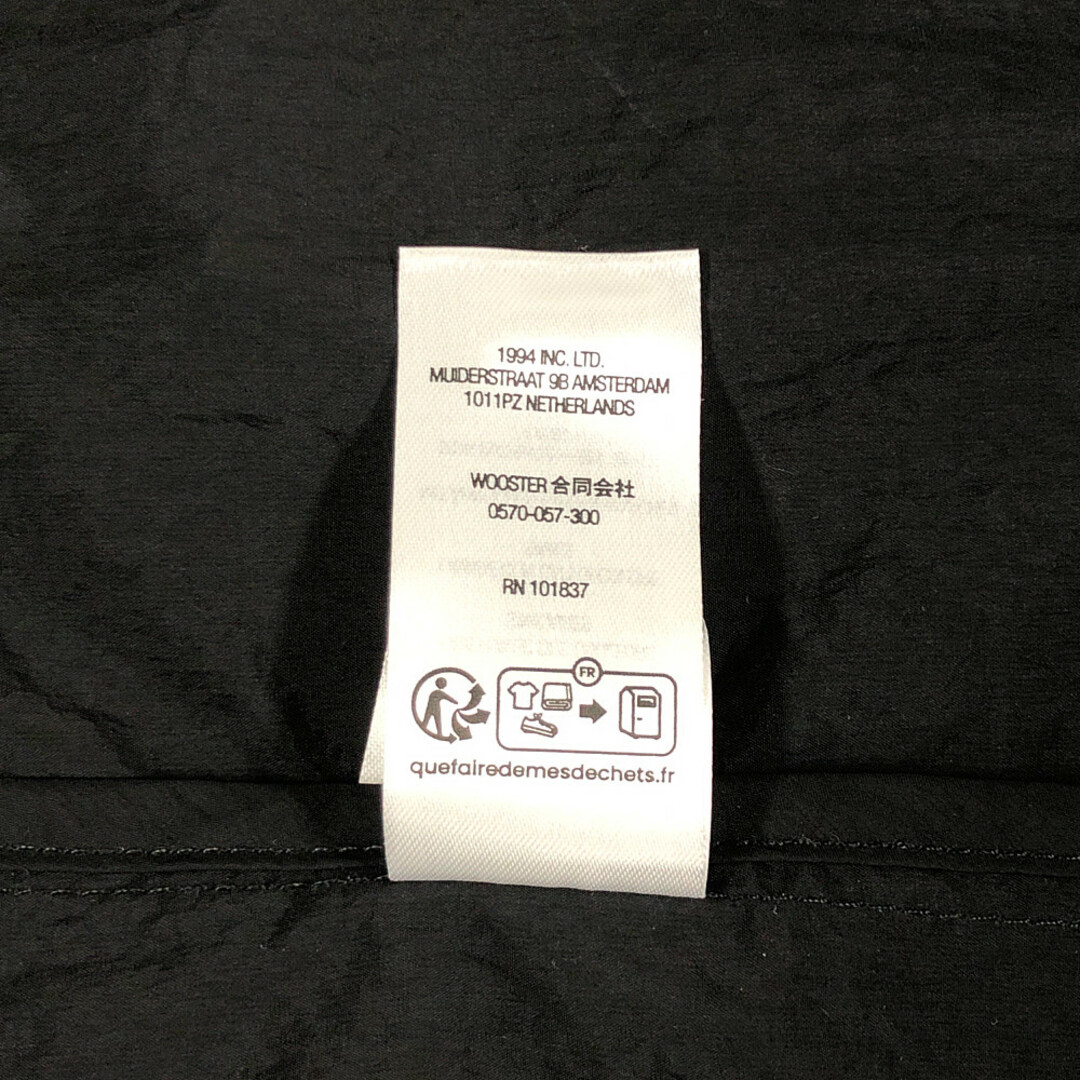 1994 INC. LTD.
MUIDERSTRAAT 9B AMSTERDAM
1011PZ NETHERLANDS
WOOSTER 合同会社
0570-057-300
RN 101837
FR
quefairedemesdechets.fr